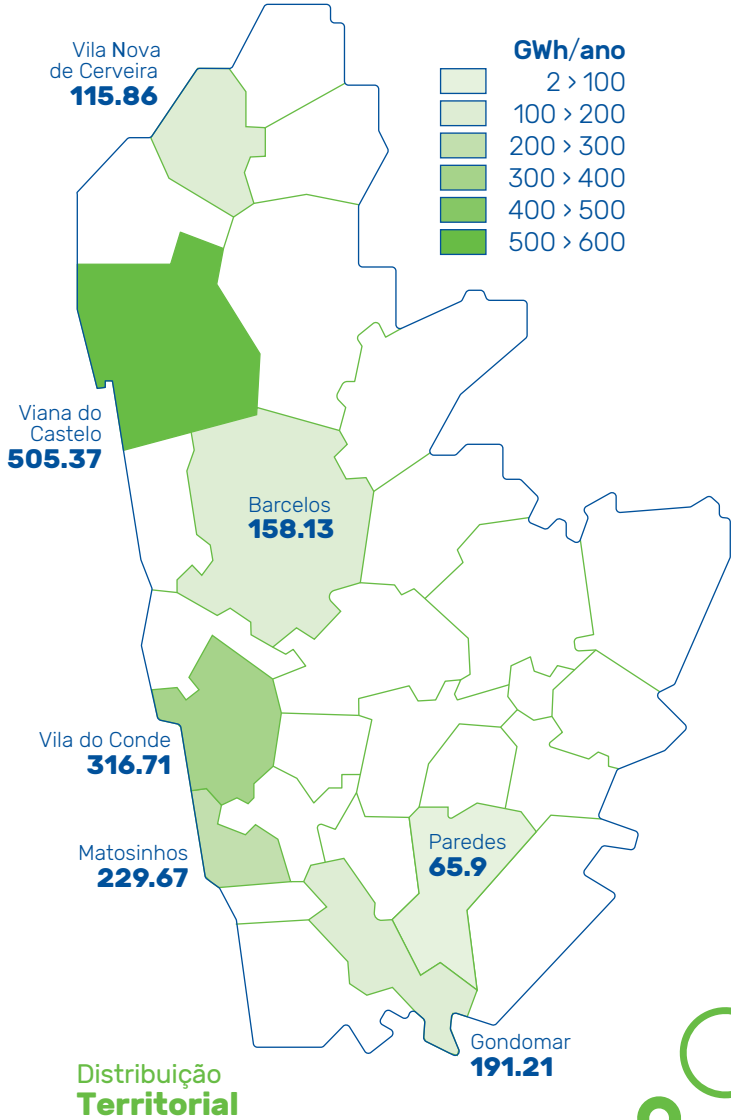 Vila Nova
de Cerveira
115.86
GWh/ano
2 > 100
100 > 200
200 > 300
300 > 400
400 > 500
500 > 600
Viana do
Castelo
505.37
Barcelos
158.13
Vila do Conde
316.71
Matosinhos
229.67
Paredes
65.9
Gondomar
191.21
Distribuição
Territorial